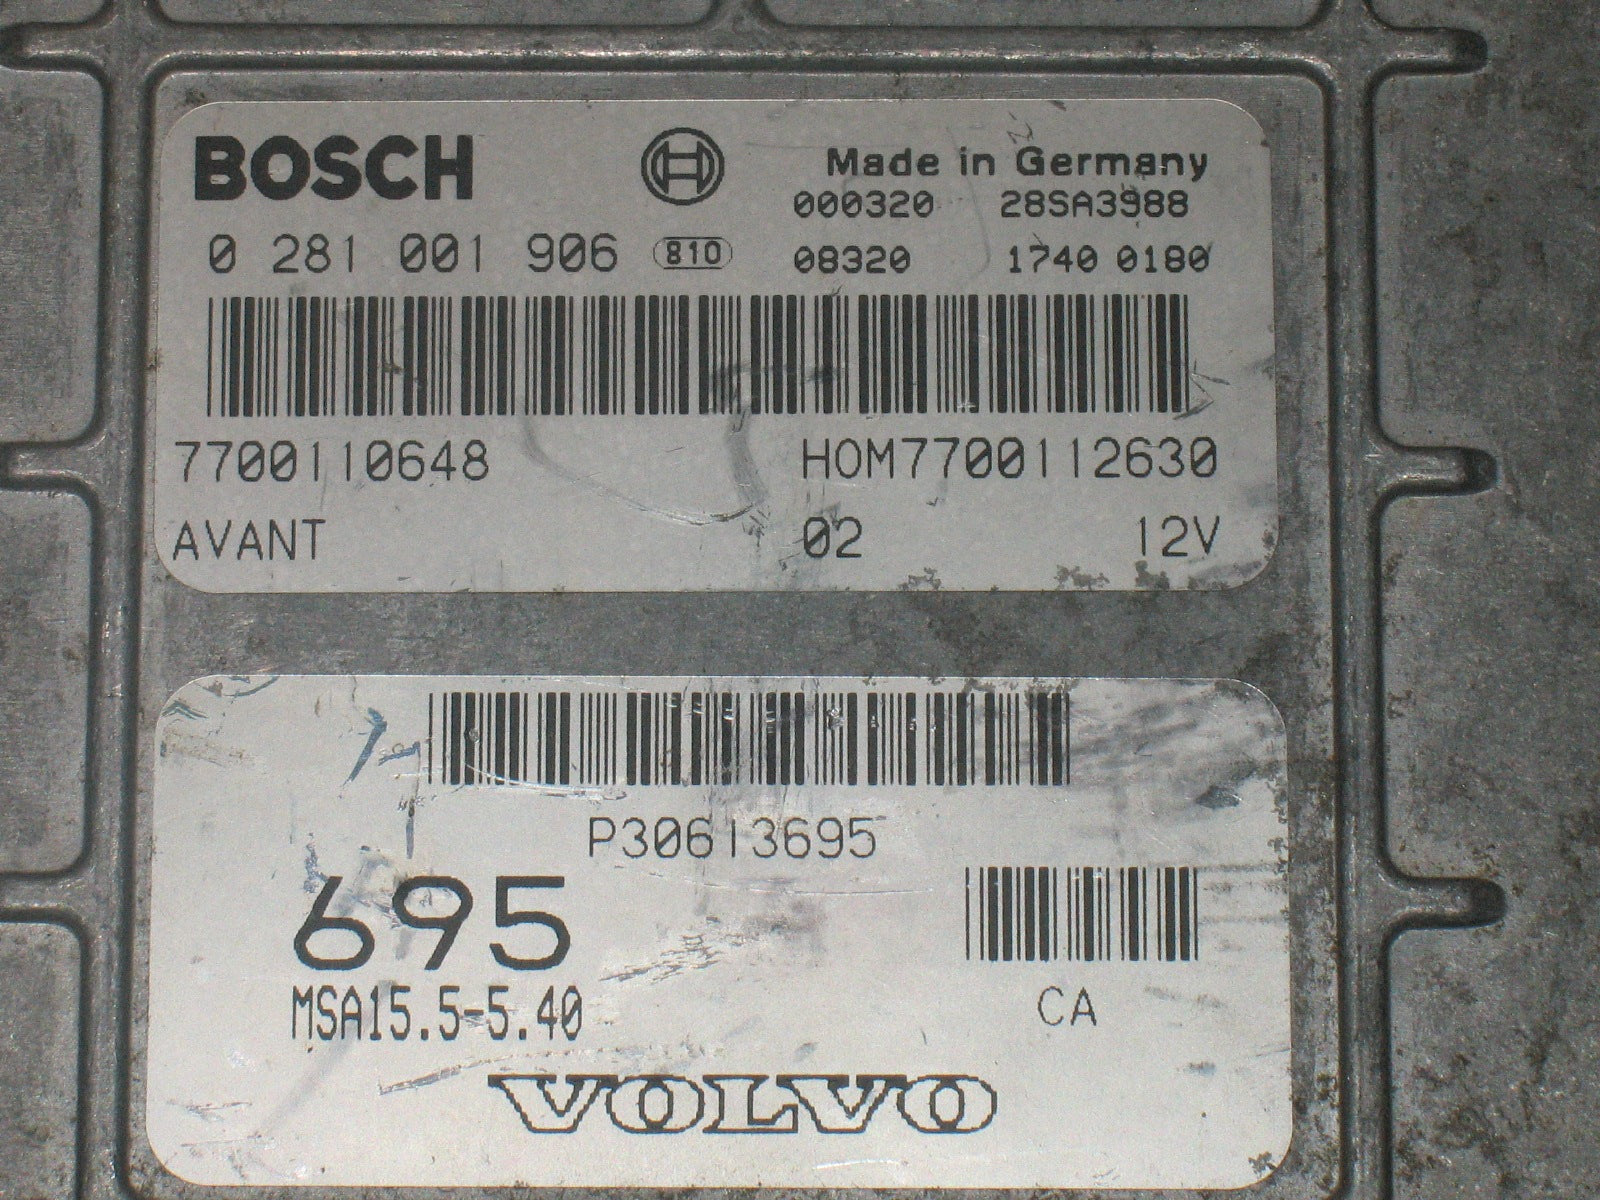 BOSCH Made in Germany
000320 28SA3988
0 281 001 906 810 08320 1740 0180
7700110648 HOM7700112630
AVANT 02 12V
P30613695
695
MSA15.5-5.40
CA
VOLVO